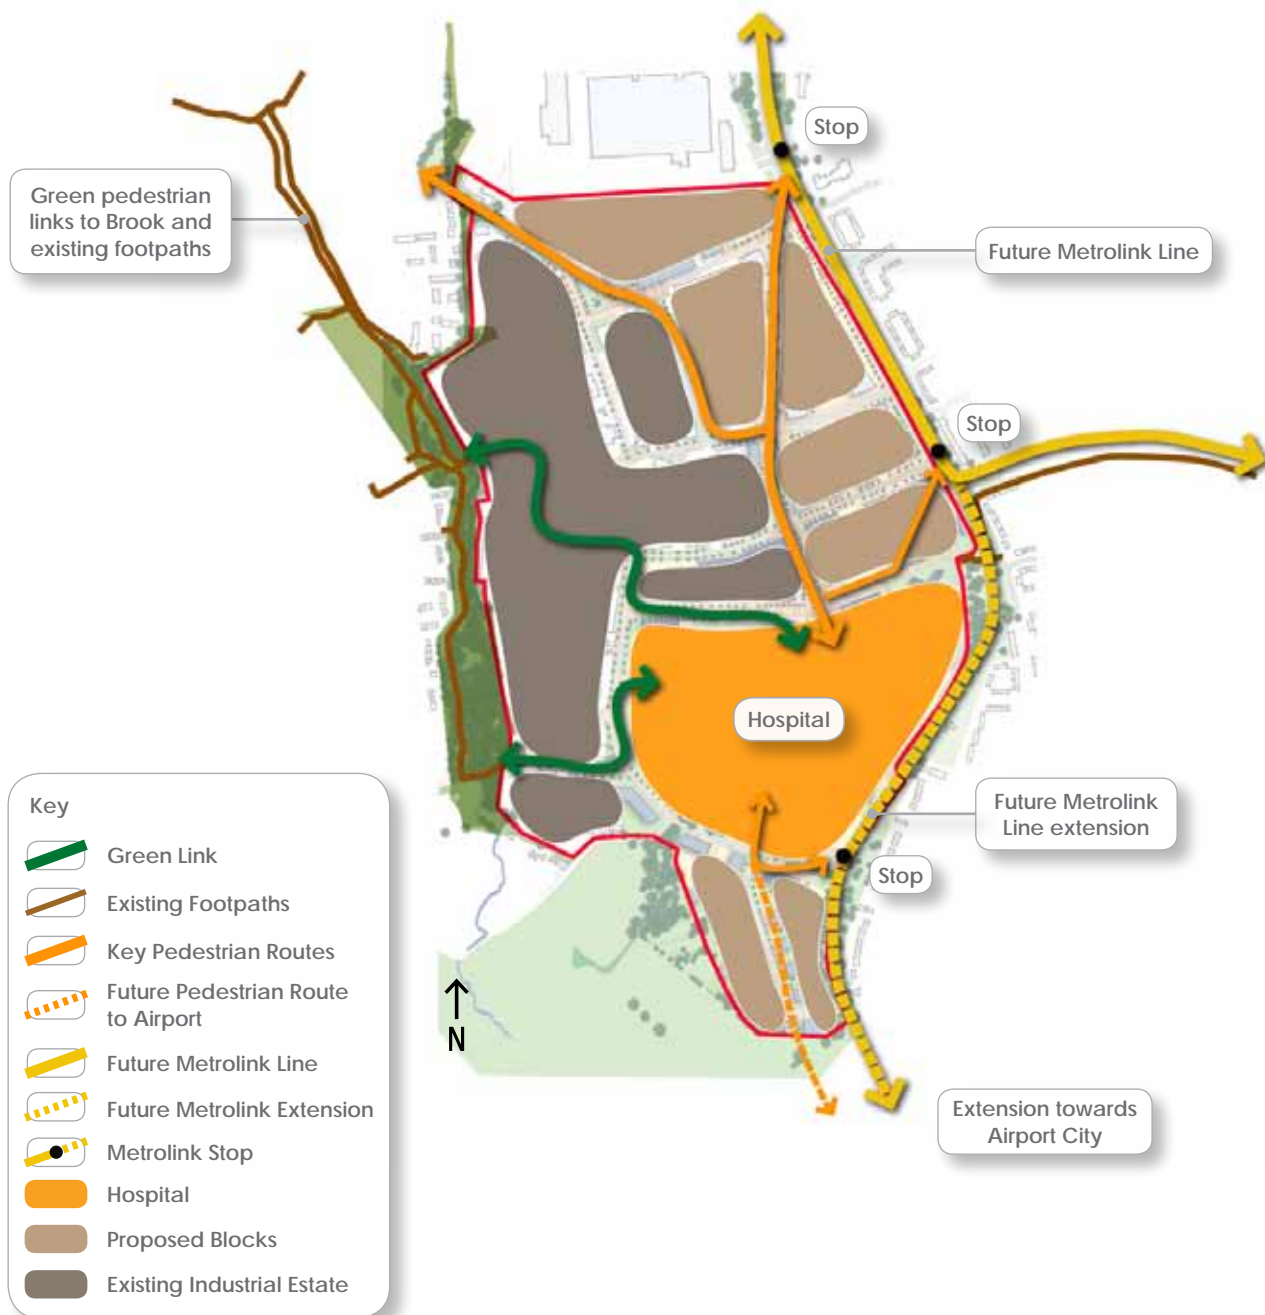 Stop
Green pedestrian
links to Brook and
existing footpaths
Future Metrolink Line
Stop
Hospital
Future Metrolink
Line extension
Stop
N
Extension towards
Airport City
Key
Green Link
Existing Footpaths
Key Pedestrian Routes
Future Pedestrian Route
to Airport
Future Metrolink Line
Future Metrolink Extension
Metrolink Stop
Hospital
Proposed Blocks
Existing Industrial Estate